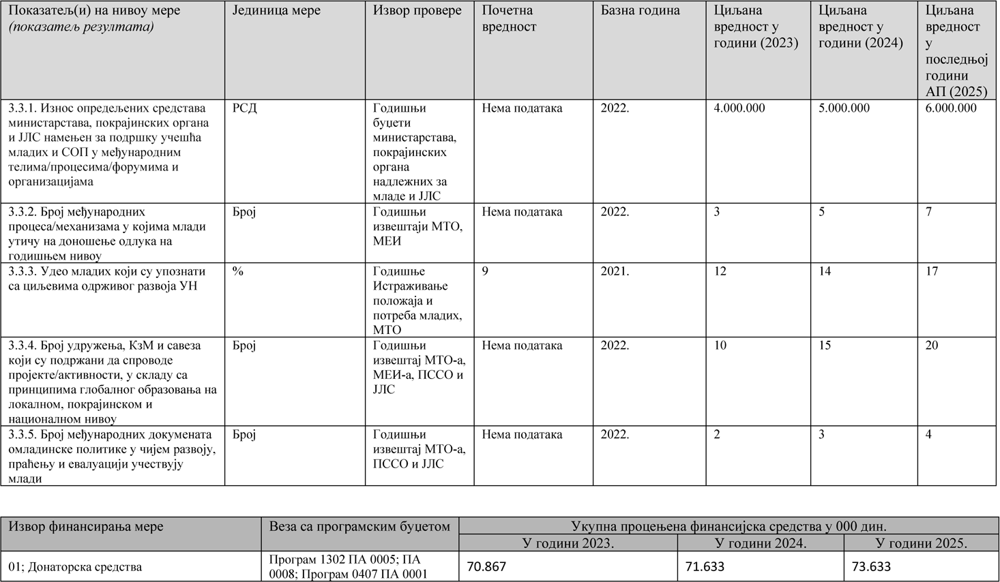 Показатељ(и) на нивоу мере
(показатељ резултата)
Јединица мере
Извор провере
Почетна
вредност
Базна година
Циљана
вредност у
години (2023)
Циљана
вредност у
години (2024)
Циљана
вредност
у
последњој
години
АП (2025)
3.3.1. Износ опредељених средстава
министарстава, покрајинских органа
и ЈЛС намењен за подршку учешћа
младих и СОП у међународним
телима/процесима/форумима и
организацијама
РСД
Годишњи
буџети
министарстава,
покрајинских
органа
надлежних за
младе и ЈЛС
Нема података
2022.
4.000.000
5.000.000
6.000.000
3.3.2. Број међународних
процеса/механизама у којима млади
утичу на доношење одлука на
годишњем нивоу
Број
Годишњи
извештаји МТО,
МЕИ
Нема података
2022.
3
5
7
3.3.3. Удео младих који су упознати
са циљевима одрживог развоја УН
%
Годишње
Истраживање
положаја и
потреба младих,
МТО
9
2021.
12
14
17
3.3.4. Број удружења, КзМ и савеза
који су подржани да спроводе
пројекте/активности, у складу са
принципима глобалног образовања на
локалном, покрајинском и
националном нивоу
Број
Годишњи
извештај МТО-а,
МЕИ-а, ПССО и
ЈЛС
Нема података
2022.
10
15
20
3.3.5. Број међународних докумената
омладинске политике у чијем развоју,
праћењу и евалуацији учествују
млади
Број
Годишњи
извештај МТО-а,
ПССО и ЈЛС
Нема података
2022.
2
3
4
Извор финансирања мере
Веза са програмским буџетом
Укупна процењена финансијска средства у 000 дин.
У години 2023.
У години 2024.
У години 2025.
01; Донаторска средства
Програм 1302 ПА 0005; ПА
0008; Програм 0407 ПА 0001
70.867
71.633
73.633